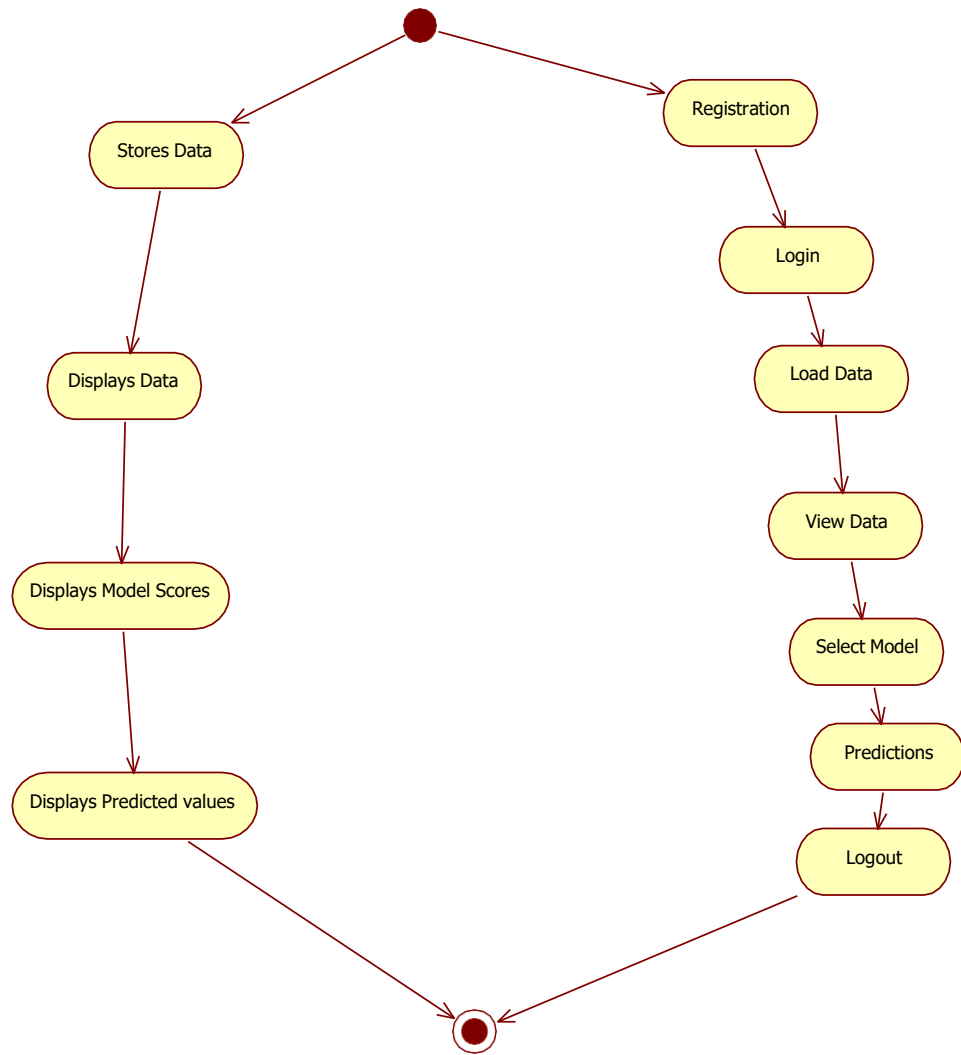 Registration
Stores Data
Login
Load Data
Displays Data
View Data
Displays Model Scores
Select Model
Predictions
Displays Predicted values
Logout